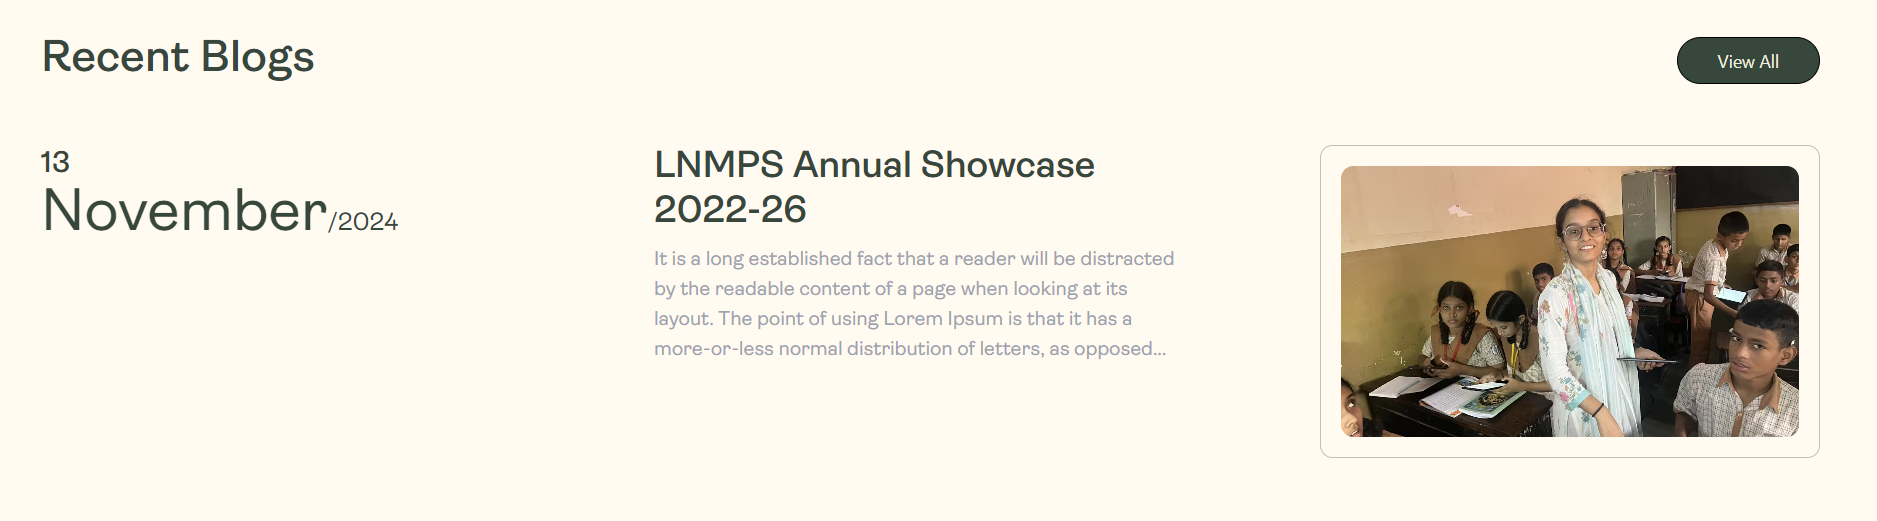 Recent Blogs
View All
13
November/2024
LNMPS Annual Showcase
2022-26
It is a long established fact that a reader will be distracted
by the readable content of a page when looking at its
layout. The point of using Lorem Ipsum is that it has a
more-or-less normal distribution of letters, as opposed...